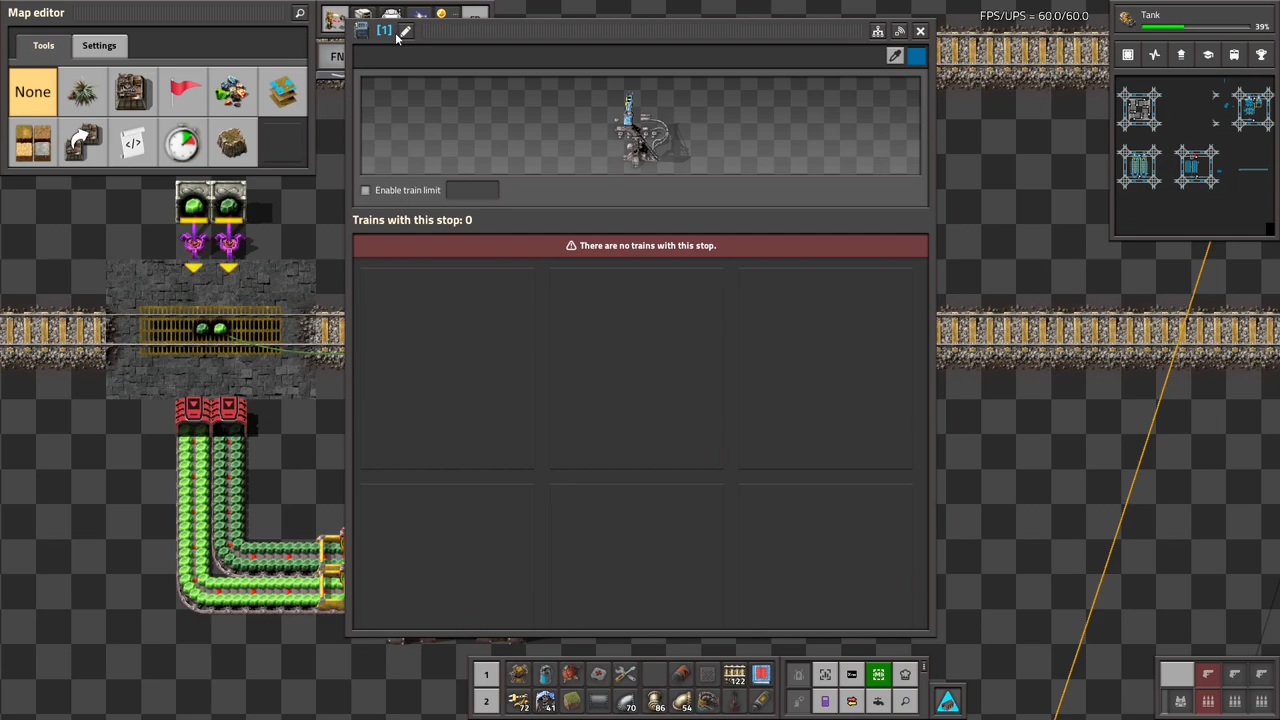 Map editor
Tools
Settings
None
FN
[1]
Enable train limit
Trains with this stop: 0
There are no trains with this stop.
FPS/UPS = 60.0/60.0
Tank
39%
1
122
2
72
41
70
86
54